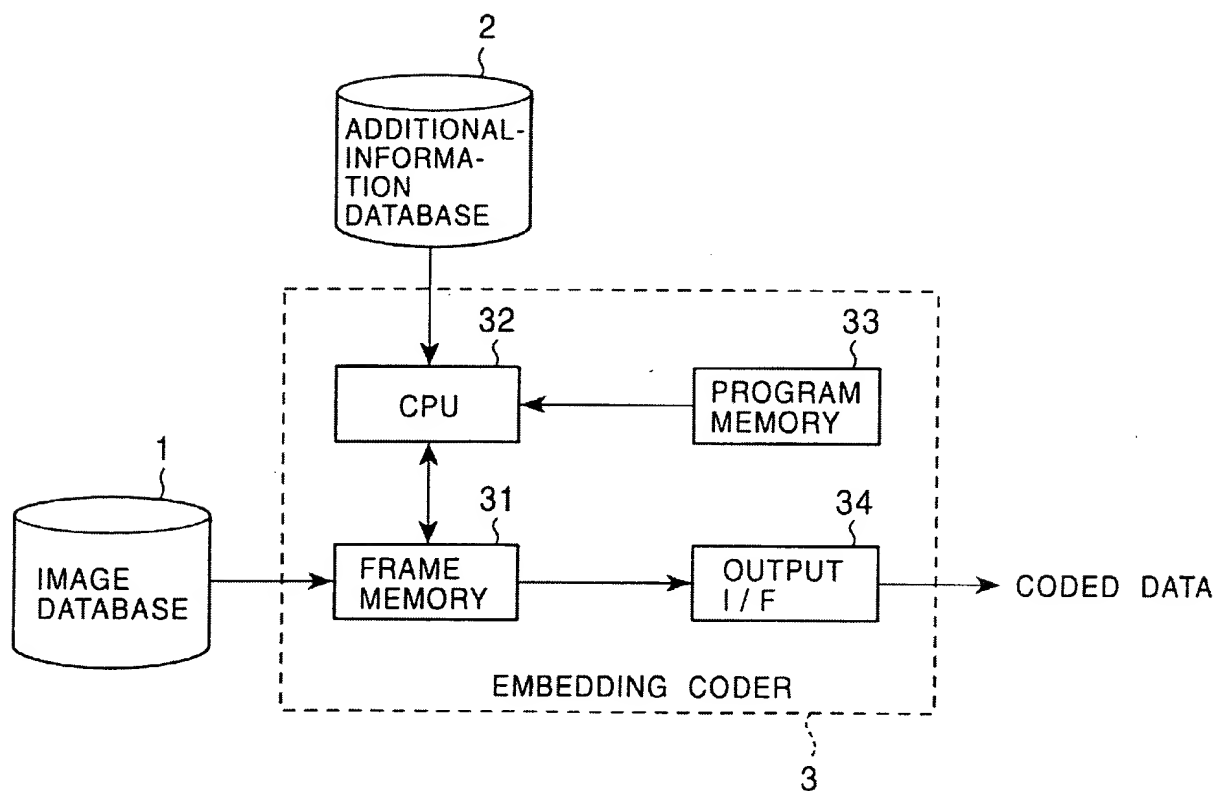 2
ADDITIONAL-
INFORMA-
TION
DATABASE
32
CPU
33
PROGRAM
MEMORY
1
IMAGE
DATABASE
31
FRAME
MEMORY
34
OUTPUT
I / F
CODED DATA
EMBEDDING CODER
3